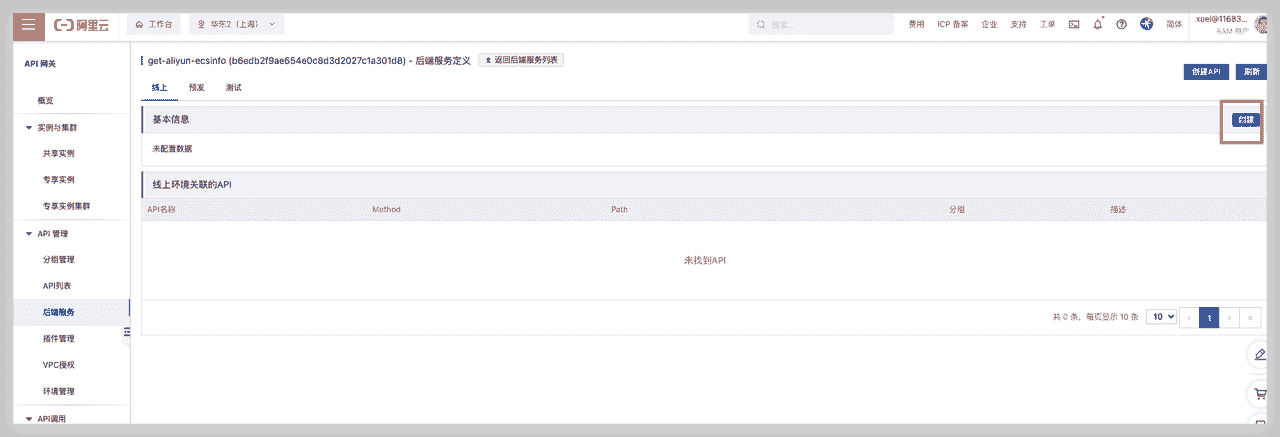 阿里云 工作台 华东2（上海） 搜索... 费用 ICP 备案 企业 支持 工单 简体 xuel@11683...
RAM 用户
API 网关
概览
实例与集群
共享实例
专享实例
专享实例集群
API 管理
分组管理
API列表
后端服务
插件管理
VPC授权
环境管理
API调用
get-aliyun-ecsinfo (b6edb2f9ae654e0c8d3d2027c1a301d8) - 后端服务定义 返回后端服务列表
创建API 刷新
线上 预发 测试
基本信息 创建
未配置数据
线上环境关联的API
API名称 Method Path 分组 描述
未找到API
共 0 条，每页显示 10 条 10 ‹ 1 › »